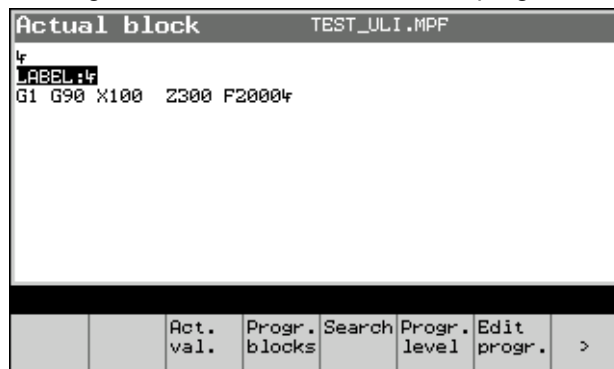 Actual block TEST_ULI.MPF
␊
LABEL:␊
G1 G90 X100 Z300 F2000␊
Act. Progr. Search Progr. Edit
val. blocks level progr. >